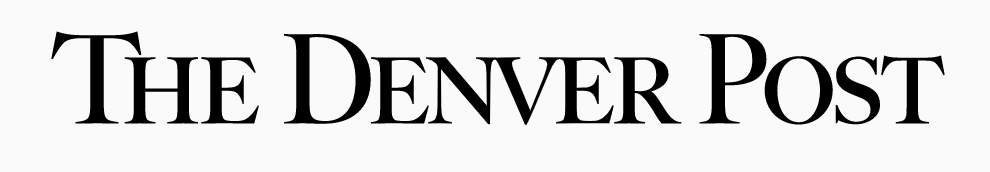 THE DENVER POST